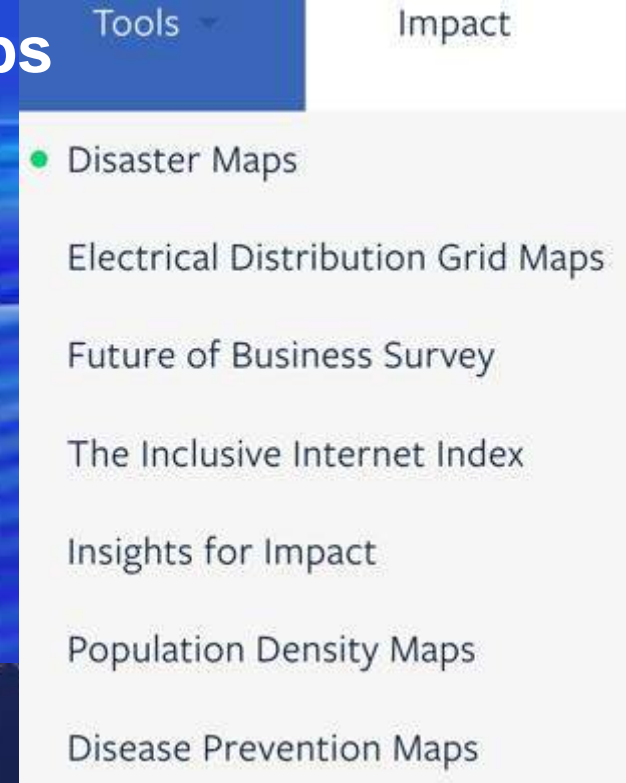 Tools Impact
ps
Disaster Maps
Electrical Distribution Grid Maps
Future of Business Survey
The Inclusive Internet Index
Insights for Impact
Population Density Maps
Disease Prevention Maps